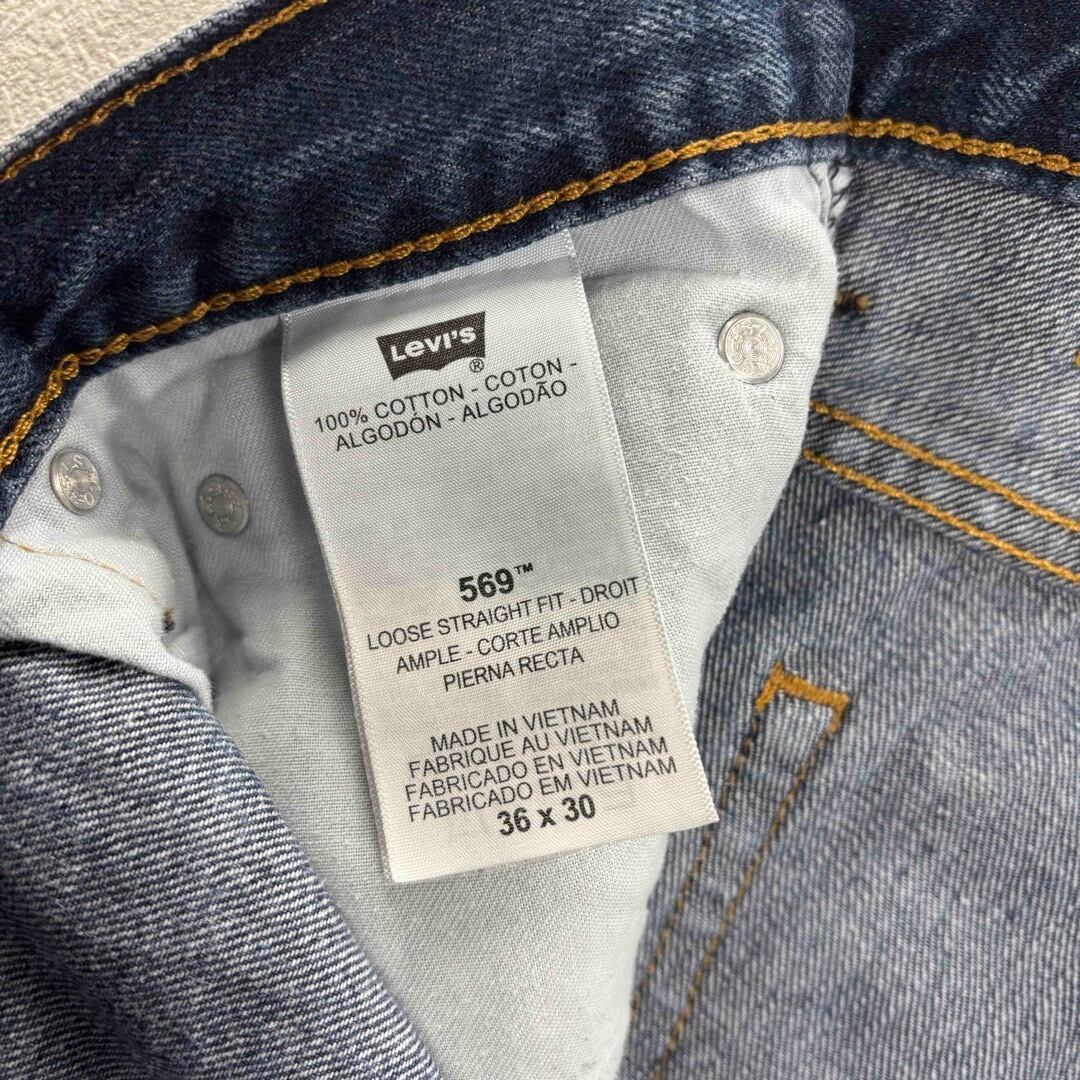 Levi's
®
100% COTTON - COTON -
ALGODÓN - ALGODÃO
569™
LOOSE STRAIGHT FIT - DROIT
AMPLE - CORTE AMPLIO
PIERNA RECTA
MADE IN VIETNAM
FABRIQUE AU VIETNAM
FABRICADO EN VIETNAM
FABRICADO EM VIETNAM
36 x 30